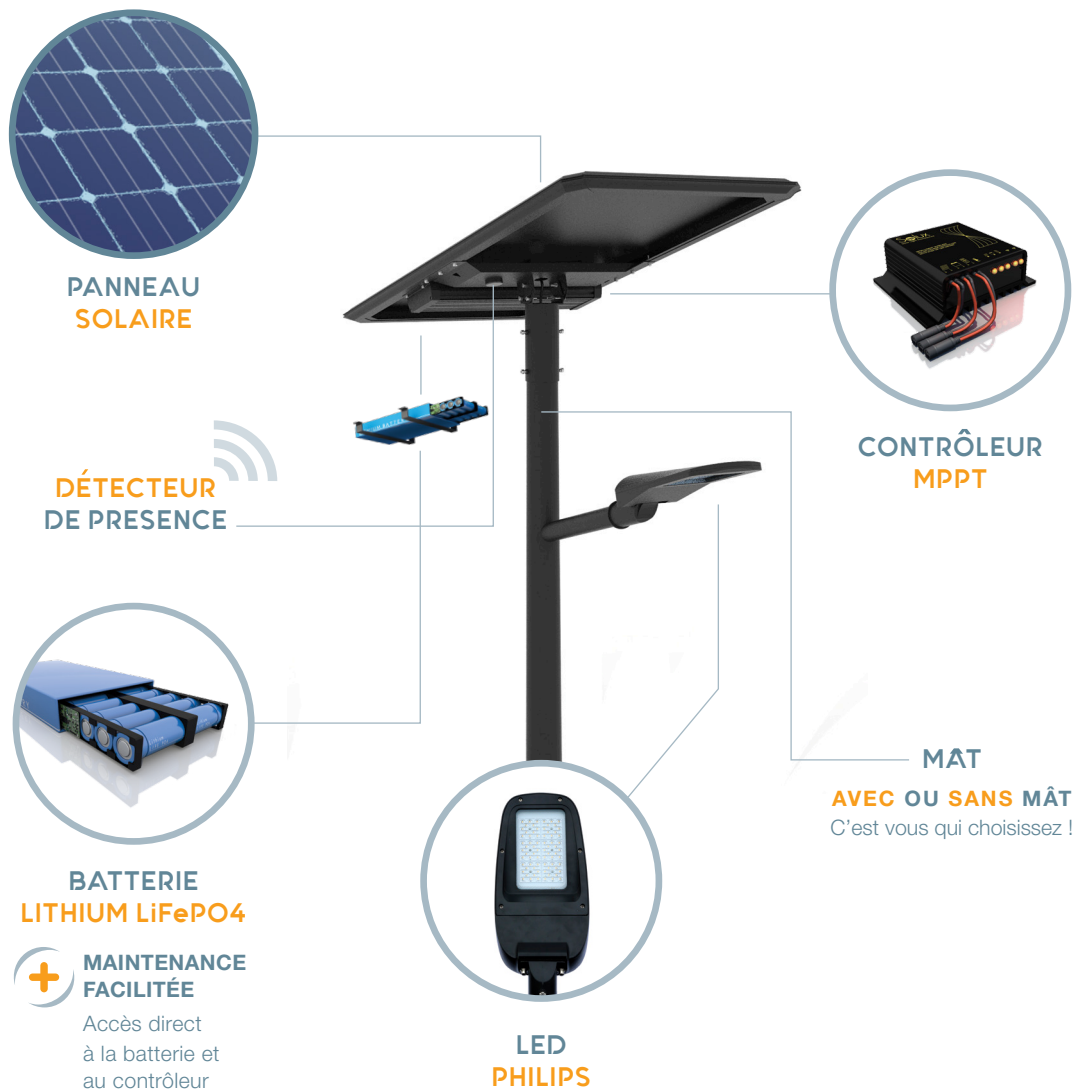 PANNEAU
SOLAIRE
CONTRÔLEUR
MPPT
DÉTECTEUR
DE PRESENCE
MÂT
AVEC OU SANS MÂT
C'est vous qui choisissez !
BATTERIE
LITHIUM LiFePO4
MAINTENANCE
FACILITÉE
Accès direct
à la batterie et
au contrôleur
LED
PHILIPS